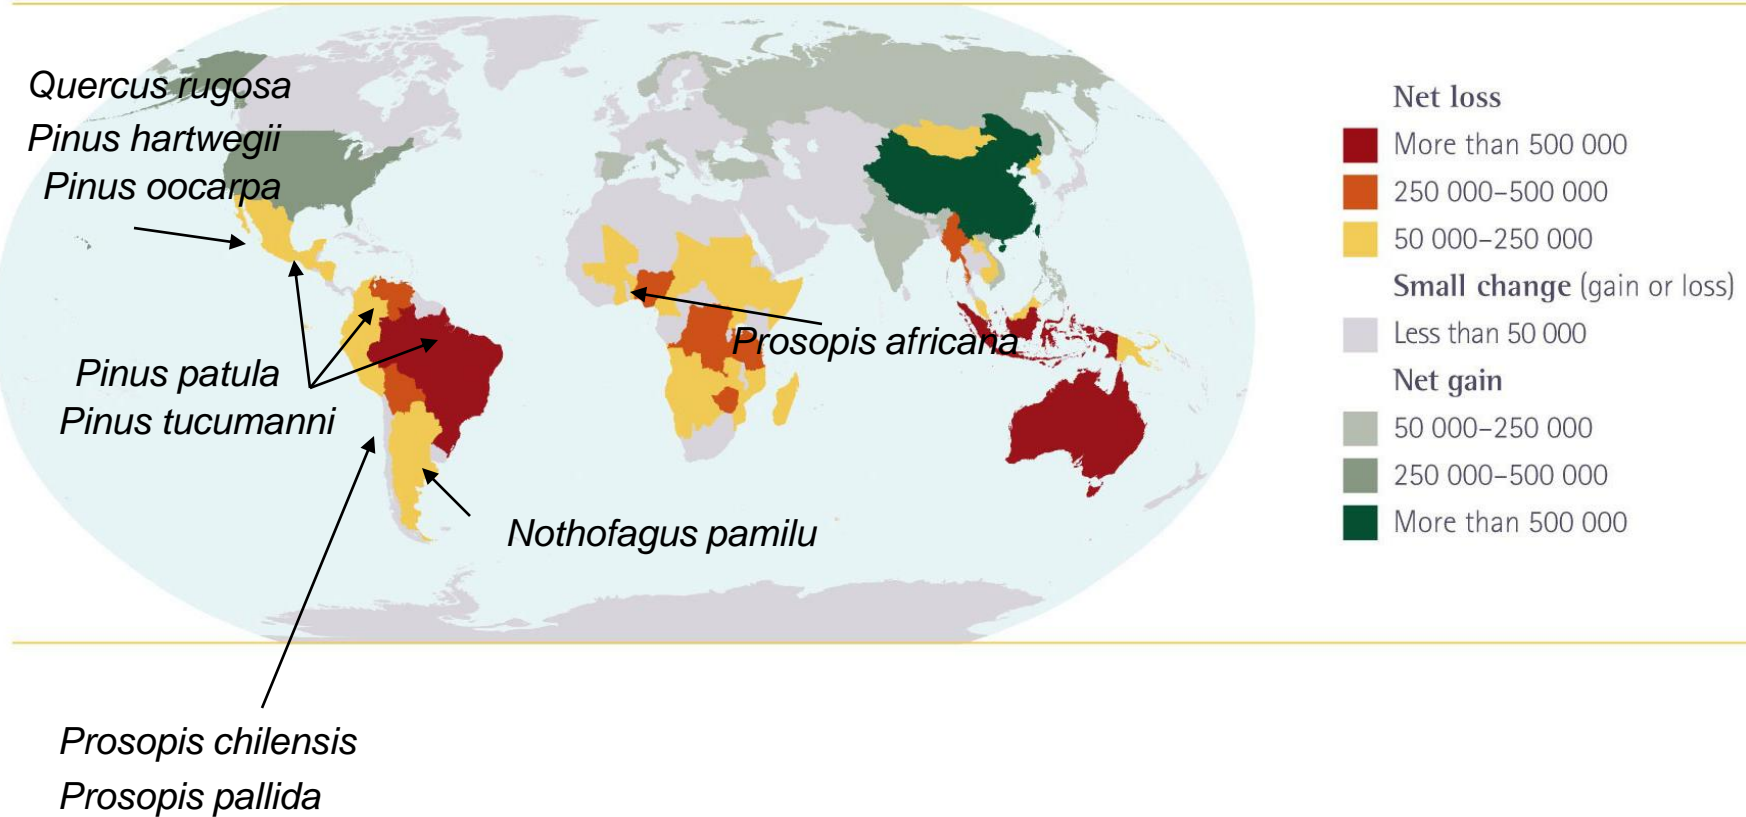 Quercus rugosa
Pinus hartwegii
Pinus oocarpa
Pinus patula
Pinus tucumanni
Prosopis africana
Nothofagus pamilu
Prosopis chilensis
Prosopis pallida
Net loss
More than 500 000
250 000–500 000
50 000–250 000
Small change (gain or loss)
Less than 50 000
Net gain
50 000–250 000
250 000–500 000
More than 500 000